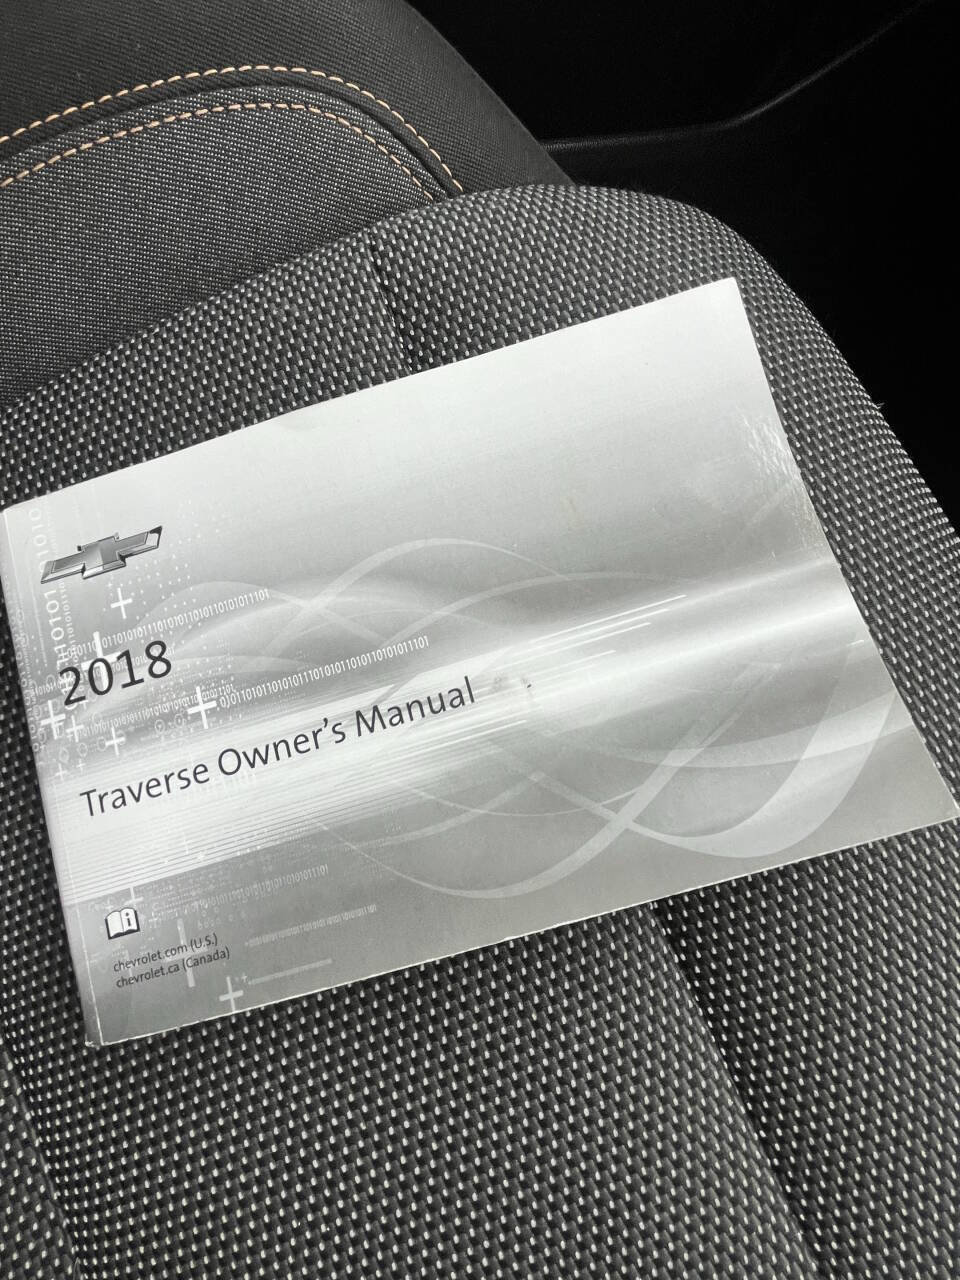 2018
Traverse Owner's Manual
chevrolet.com (U.S.)
chevrolet.ca (Canada)